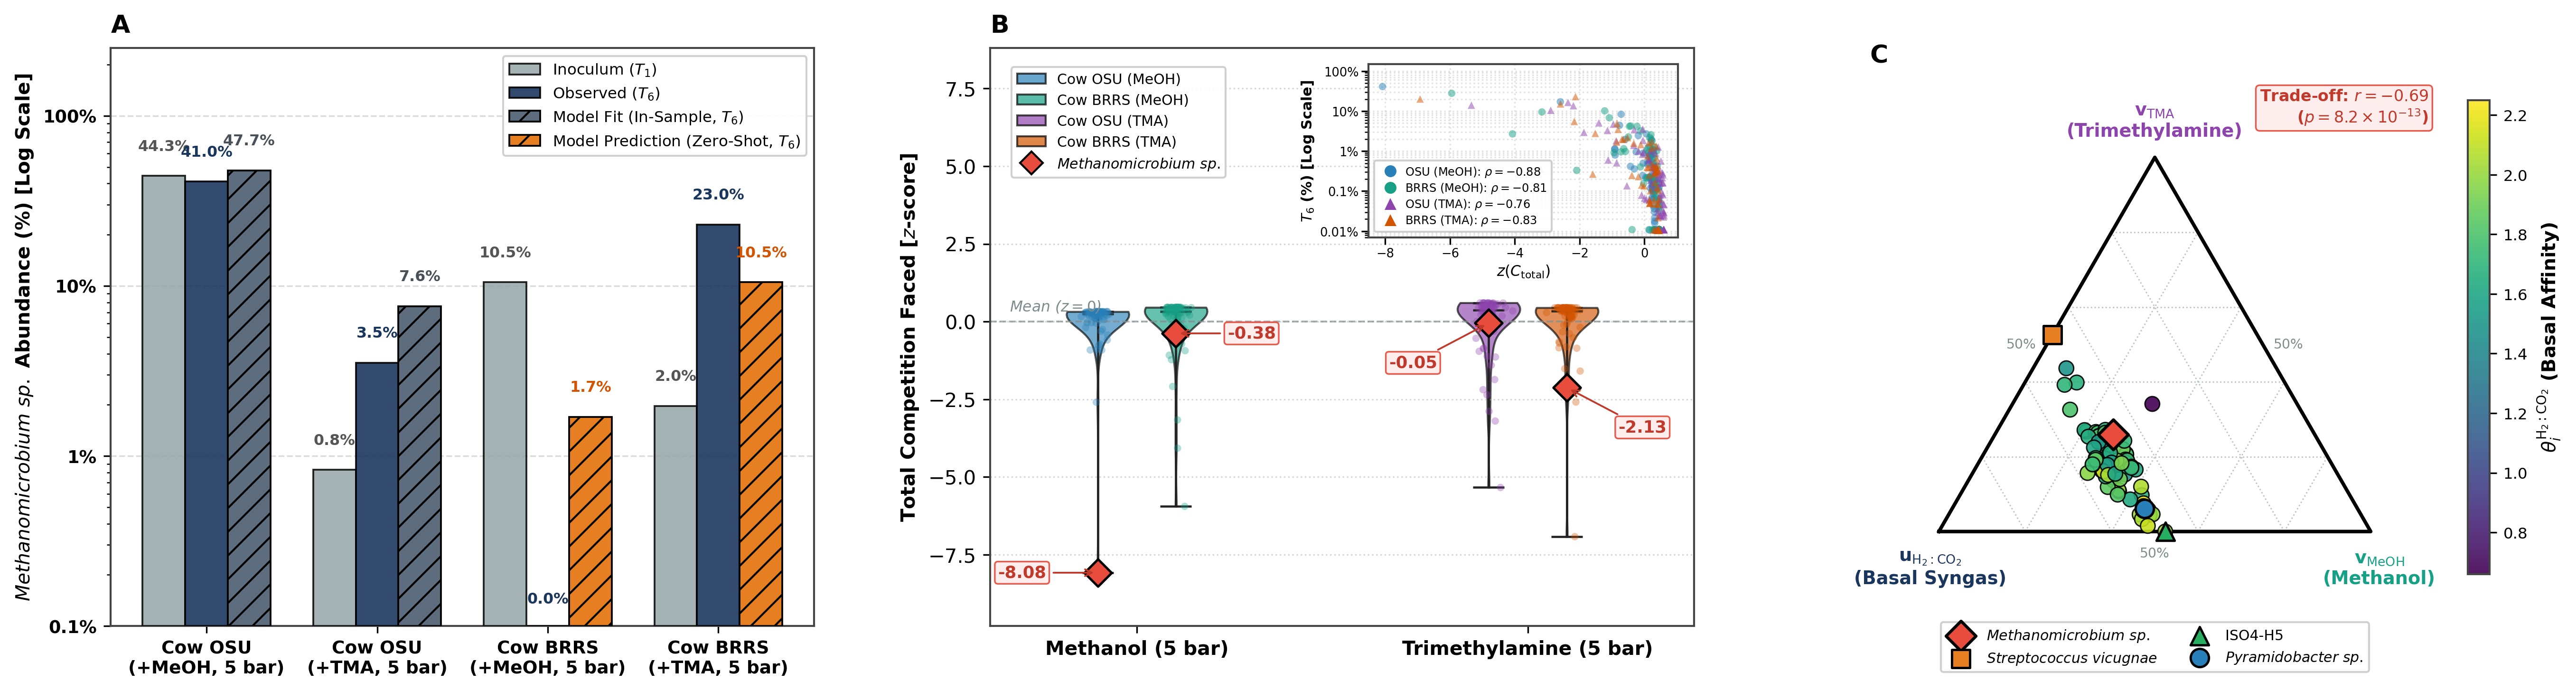 A
Methanomicrobium sp. Abundance (%) [Log Scale]
100%
10%
1%
0.1%
Inoculum (T₁)
Observed (T₆)
Model Fit (In-Sample, T₆)
Model Prediction (Zero-Shot, T₆)
44.3%
41.0%
47.7%
0.8%
3.5%
7.6%
10.5%
0.0%
1.7%
2.0%
23.0%
10.5%
Cow OSU
(+MeOH, 5 bar)
Cow OSU
(+TMA, 5 bar)
Cow BRRS
(+MeOH, 5 bar)
Cow BRRS
(+TMA, 5 bar)
B
Total Competition Faced [z-score]
7.5
5.0
2.5
0.0
−2.5
−5.0
−7.5
Cow OSU (MeOH)
Cow BRRS (MeOH)
Cow OSU (TMA)
Cow BRRS (TMA)
Methanomicrobium sp.
Mean (z = 0)
-8.08
-0.38
-0.05
-2.13
Methanol (5 bar)
Trimethylamine (5 bar)
T₆ (%) [Log Scale]
100%
10%
1%
0.1%
0.01%
OSU (MeOH): ρ = −0.88
BRRS (MeOH): ρ = −0.81
OSU (TMA): ρ = −0.76
BRRS (TMA): ρ = −0.83
−8
−6
−4
−2
0
z(C_total)
C
Trade-off: r = −0.69
(p = 8.2 × 10⁻¹³)
v_TMA
(Trimethylamine)
50%
50%
50%
u_H₂:CO₂
(Basal Syngas)
v_MeOH
(Methanol)
2.2
2.0
1.8
1.6
1.4
1.2
1.0
0.8
θ_i^H₂:CO₂ (Basal Affinity)
Methanomicrobium sp.
Streptococcus vicugnae
ISO4-H5
Pyramidobacter sp.